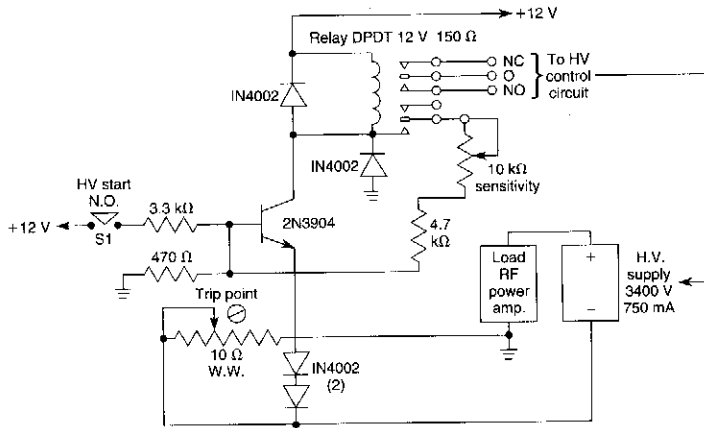 +12 V
Relay DPDT 12 V 150 Ω
NC
O
NO
To HV
control
circuit
IN4002
IN4002
10 kΩ
sensitivity
HV start
N.O.
+12 V
S1
3.3 kΩ
2N3904
4.7
kΩ
470 Ω
Trip point
10 Ω
W.W.
IN4002
(2)
Load
RF
power
amp.
+
−
H.V.
supply
3400 V
750 mA